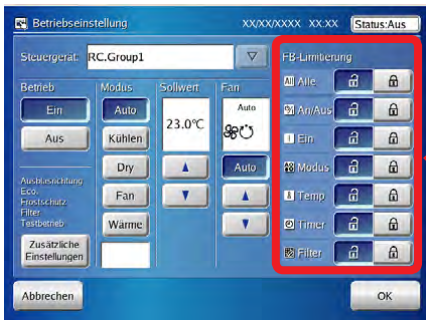 Betriebseinstellung XX/XX/XXXX XX:XX Status:Aus
Steuergerät: RC.Group1
Betrieb
Ein
Aus
Ausblasrichtung
Eco.
Frostschutz
Filter
Testbetrieb
Zusätzliche
Einstellungen
Modus
Auto
Kühlen
Dry
Fan
Wärme
Sollwert
23.0°C
Fan
Auto
Auto
FB-Limitierung
All Alle
An/Aus
Ein
Modus
Temp
Timer
Filter
Abbrechen
OK